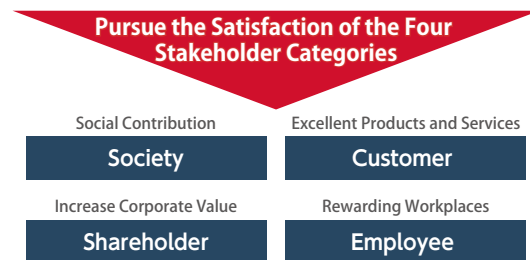 Pursue the Satisfaction of the Four
Stakeholder Categories
Social Contribution
Society
Excellent Products and Services
Customer
Increase Corporate Value
Shareholder
Rewarding Workplaces
Employee